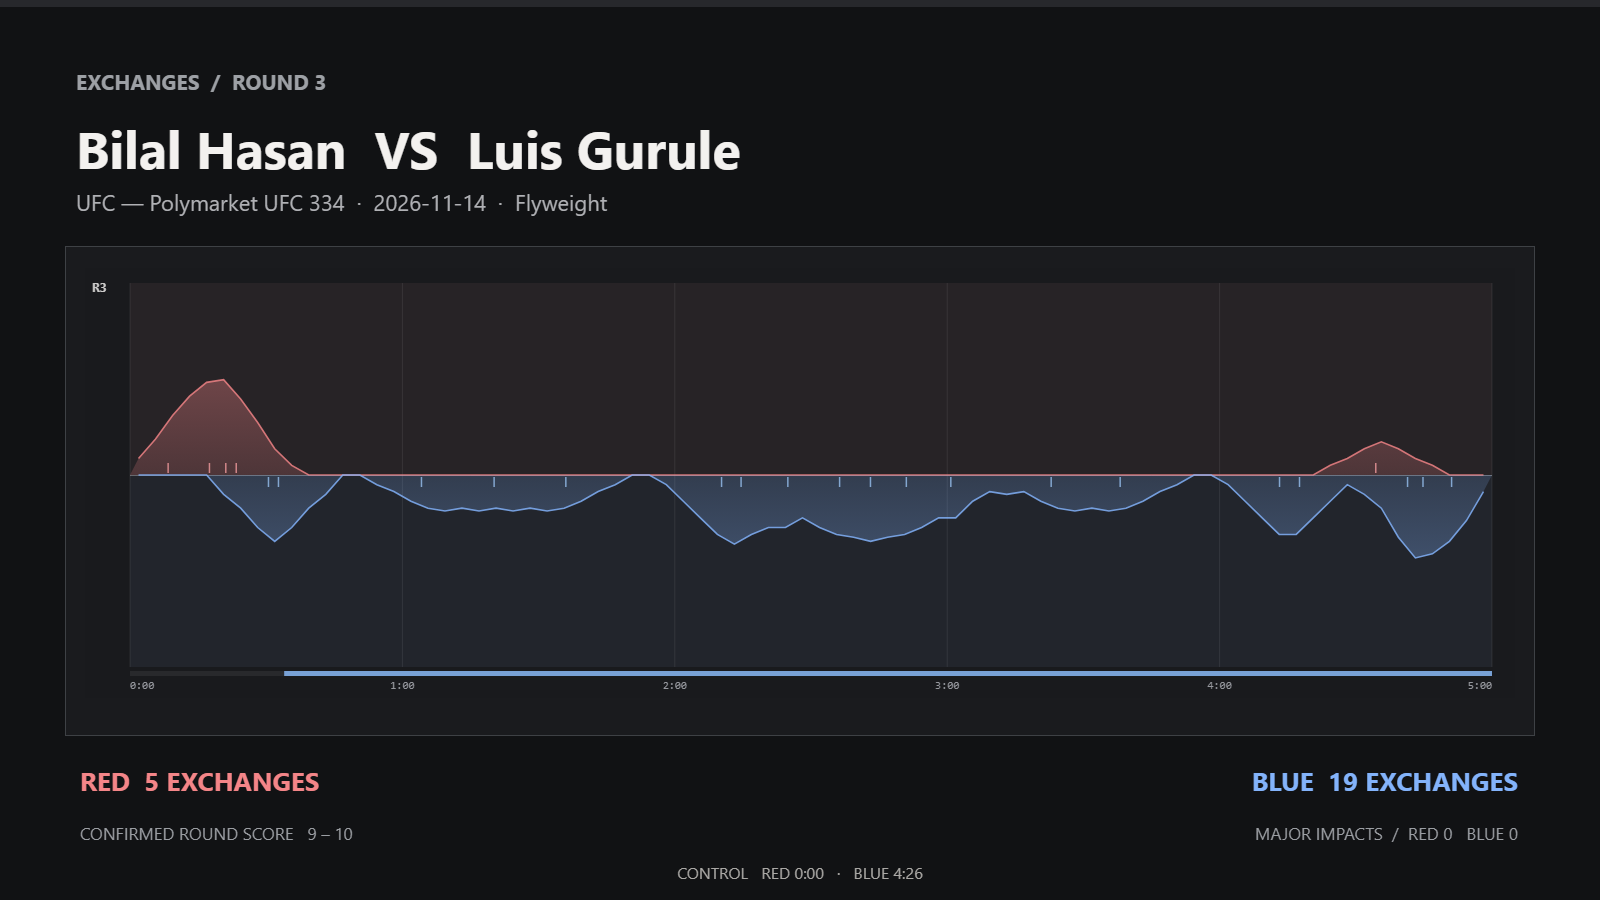 EXCHANGES / ROUND 3
Bilal Hasan VS Luis Gurule
UFC — Polymarket UFC 334 · 2026-11-14 · Flyweight
R3
0:00 1:00 2:00 3:00 4:00 5:00
RED 5 EXCHANGES BLUE 19 EXCHANGES
CONFIRMED ROUND SCORE 9 – 10 MAJOR IMPACTS / RED 0 BLUE 0
CONTROL RED 0:00 · BLUE 4:26